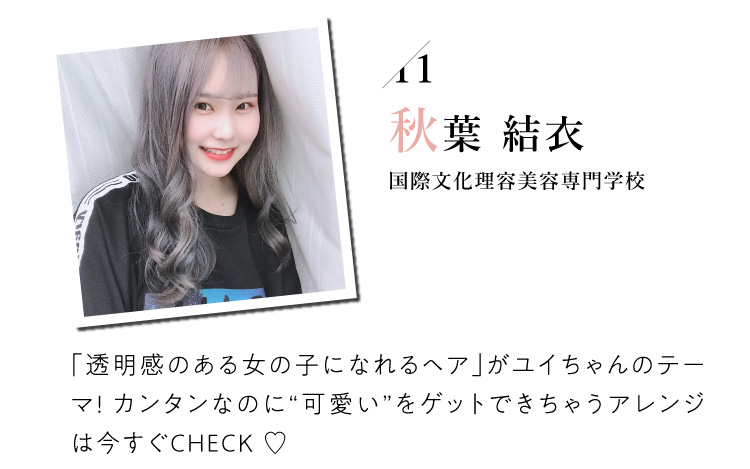 11
秋葉 結衣
国際文化理容美容専門学校
「透明感のある女の子になれるヘア」がユイちゃんのテー
マ! カンタンなのに“可愛い”をゲットできちゃうアレンジ
は今すぐCHECK ♡